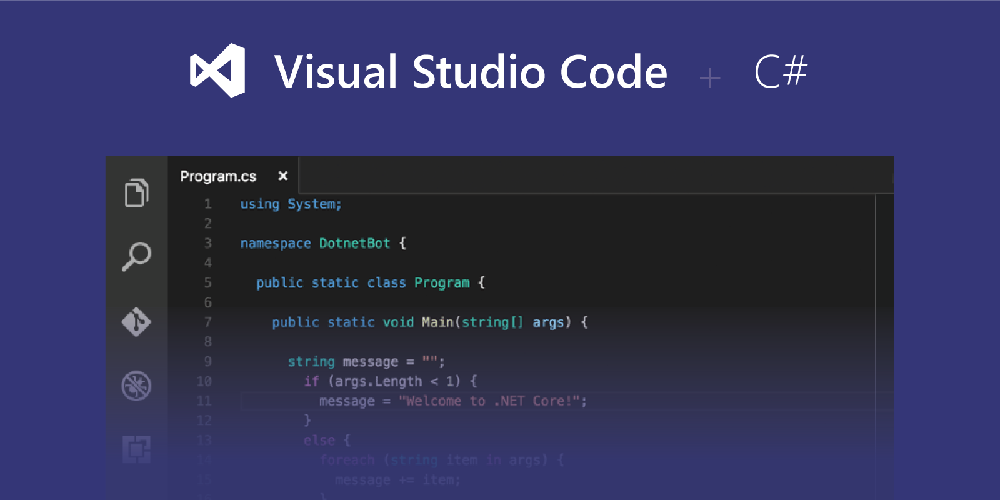 Visual Studio Code + C#
Program.cs ×
1 using System;
2
3 namespace DotnetBot {
4
5 public static class Program {
6
7 public static void Main(string[] args) {
8
9 string message = "";
10 if (args.Length < 1) {
11 message = "Welcome to .NET Core!";
12 }
13 else {
14 foreach (string item in args) {
15 message += item;
16 }